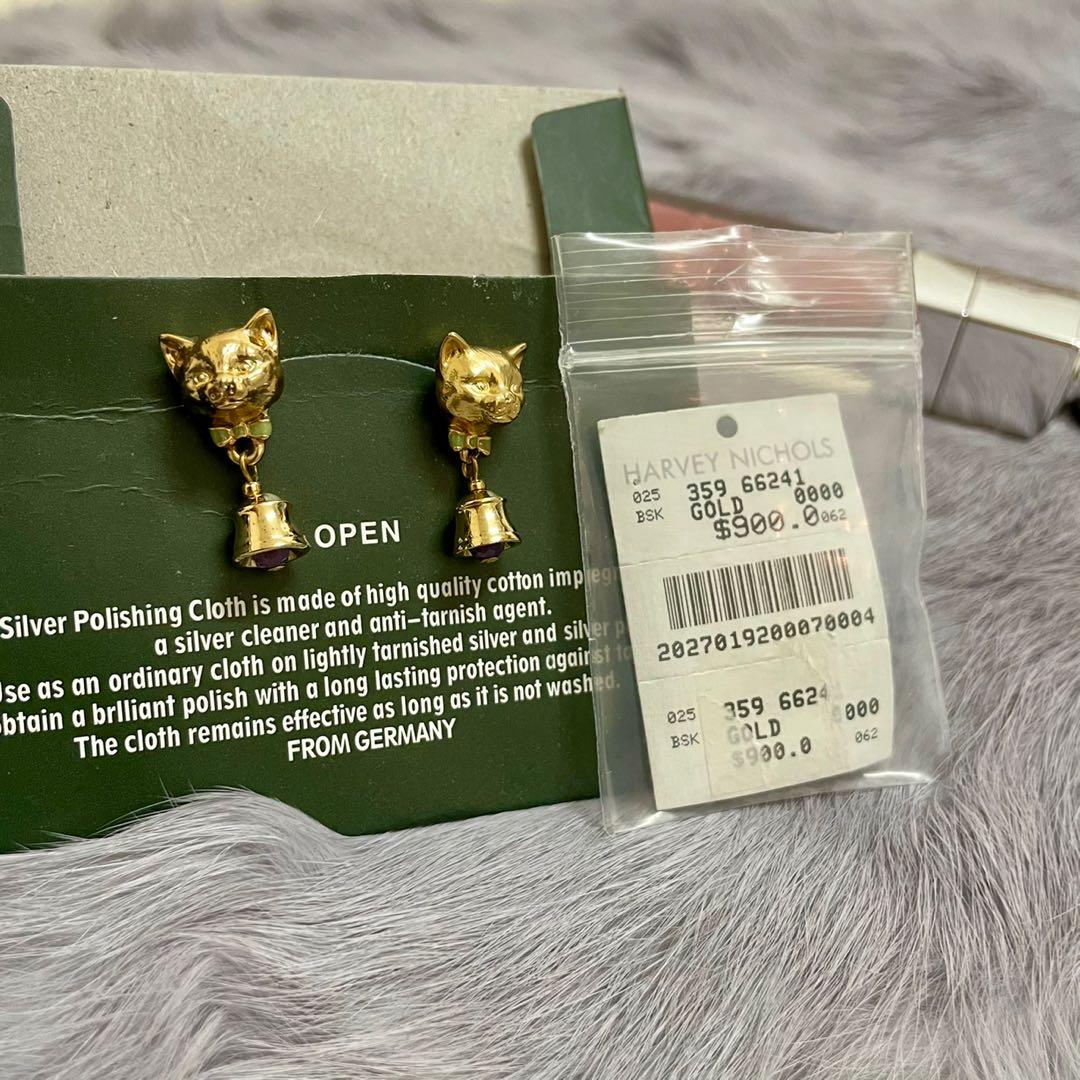 OPEN
Silver Polishing Cloth is made of high quality cotton impregn
a silver cleaner and anti-tarnish agent.
Use as an ordinary cloth on lightly tarnished silver and silver p
obtain a brlliant polish with a long lasting protection against ta
The cloth remains effective as long as it is not washed.
FROM GERMANY
HARVEY NICHOLS
025 359 66241
BSK GOLD 0000
$900.0 062
2027019200070004
025 359 6624
BSK GOLD 000
$900.0 062